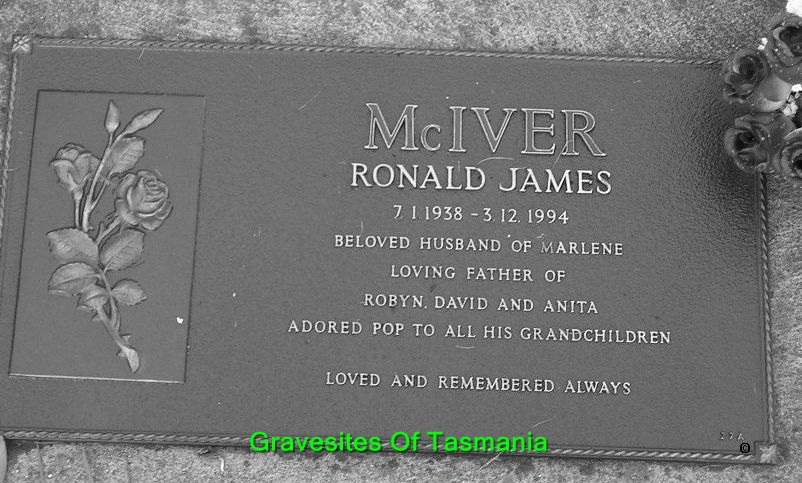 McIVER
RONALD JAMES
7.1.1938 - 3.12.1994
BELOVED HUSBAND OF MARLENE
LOVING FATHER OF
ROBYN, DAVID AND ANITA
ADORED POP TO ALL HIS GRANDCHILDREN
LOVED AND REMEMBERED ALWAYS
27A
Gravesites Of Tasmania
©